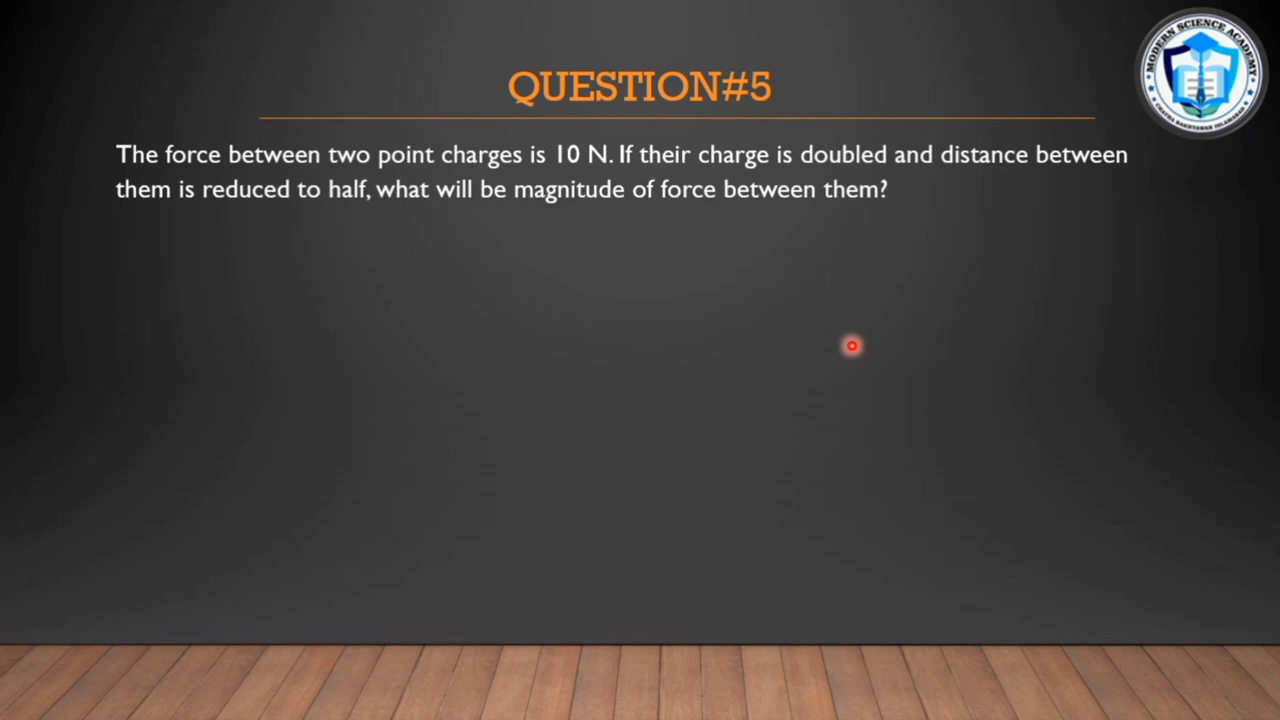 MODERN SCIENCE ACADEMY
QUESTION#5
The force between two point charges is 10 N. If their charge is doubled and distance between
them is reduced to half, what will be magnitude of force between them?